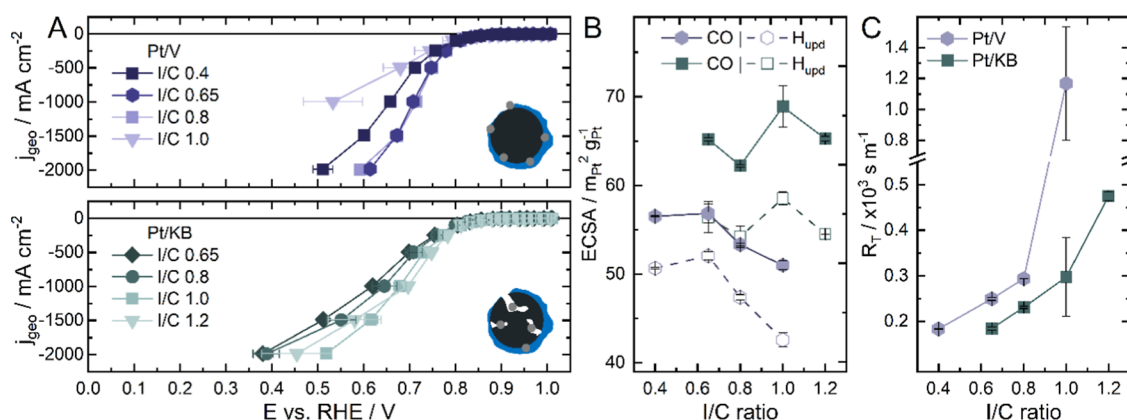 A
0
-500
-1000
-1500
-2000
j_geo / mA cm⁻²
Pt/V
I/C 0.4
I/C 0.65
I/C 0.8
I/C 1.0
0
-500
-1000
-1500
-2000
j_geo / mA cm⁻²
Pt/KB
I/C 0.65
I/C 0.8
I/C 1.0
I/C 1.2
0.0 0.1 0.2 0.3 0.4 0.5 0.6 0.7 0.8 0.9 1.0
E vs. RHE / V
B
CO | H_upd
CO | H_upd
70
60
50
40
ECSA / m_Pt² g_Pt⁻¹
0.4 0.6 0.8 1.0 1.2
I/C ratio
C
Pt/V
Pt/KB
1.4
1.2
1.0
0.8
0.5
0.4
0.3
0.2
R_T / x10³ s m⁻¹
0.4 0.6 0.8 1.0 1.2
I/C ratio